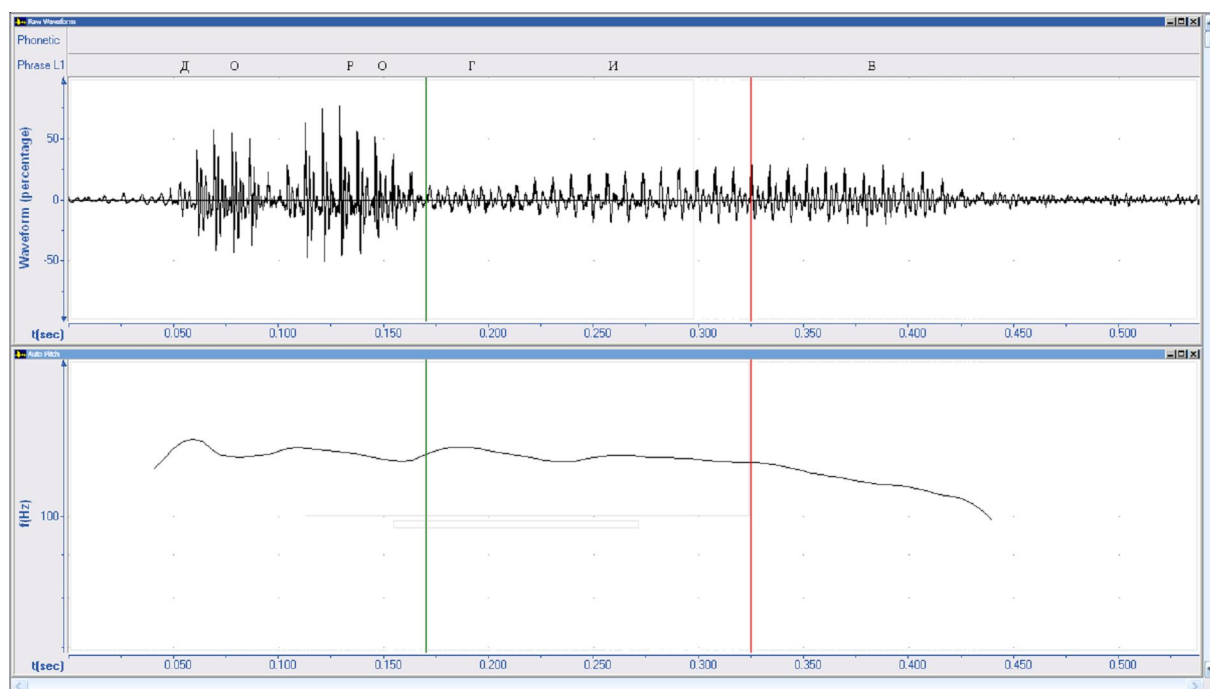 Raw Waveform
Phonetic
Phrase L1 Д О Р О Г И В
Waveform (percentage)
50
0
-50
t(sec) 0.050 0.100 0.150 0.200 0.250 0.300 0.350 0.400 0.450 0.500
Auto Pitch
f(Hz)
100
t(sec) 0.050 0.100 0.150 0.200 0.250 0.300 0.350 0.400 0.450 0.500